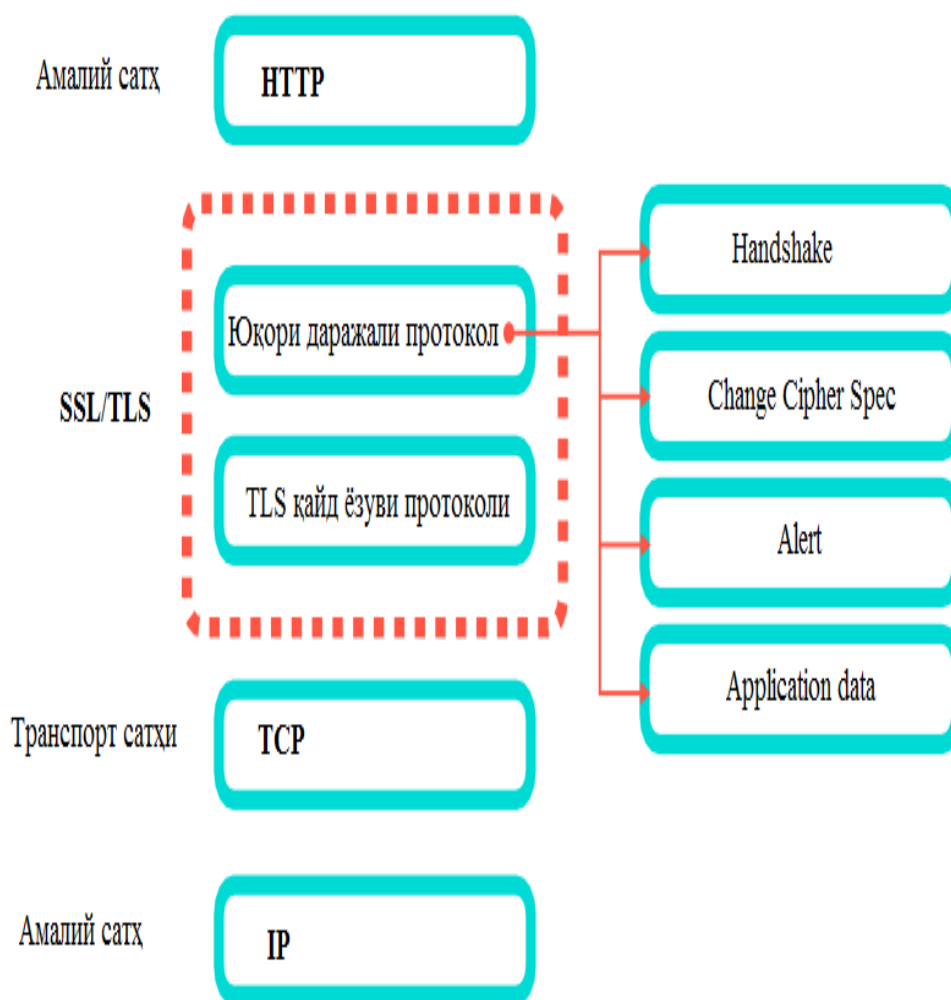 Амалий сатҳ
HTTP
SSL/TLS
Юқори даражали протокол
TLS қайд ёзуви протоколи
Handshake
Change Cipher Spec
Alert
Application data
Транспорт сатҳи
TCP
Амалий сатҳ
IP